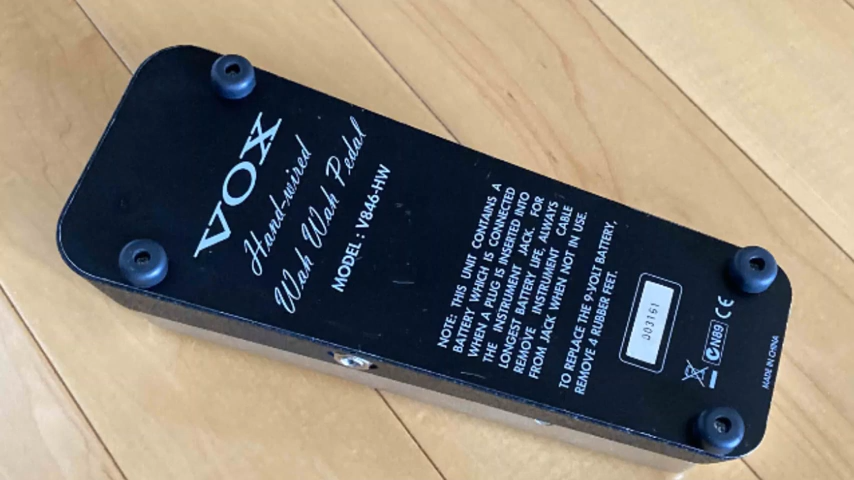 VOX
Hand-wired
Wah Wah Pedal
MODEL : V846-HW
NOTE: THIS UNIT CONTAINS A
BATTERY WHICH IS CONNECTED
WHEN A PLUG IS INSERTED INTO
THE INSTRUMENT JACK. FOR
LONGEST BATTERY LIFE, ALWAYS
REMOVE INSTRUMENT CABLE
FROM JACK WHEN NOT IN USE.
TO REPLACE THE 9-VOLT BATTERY,
REMOVE 4 RUBBER FEET.
003161
N89 CE
MADE IN CHINA